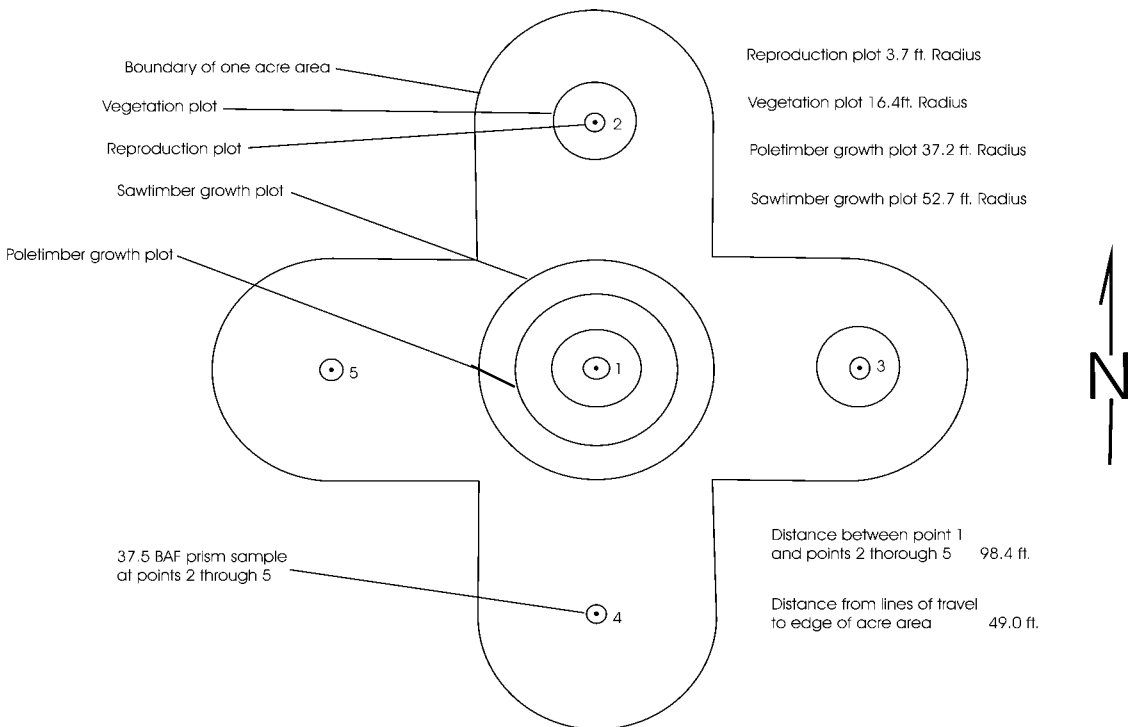 Boundary of one acre area
Vegetation plot
Reproduction plot
Sawtimber growth plot
Poletimber growth plot
2
Reproduction plot 3.7 ft. Radius
Vegetation plot 16.4ft. Radius
Poletimber growth plot 37.2 ft. Radius
Sawtimber growth plot 52.7 ft. Radius
5
1
3
N
37.5 BAF prism sample
at points 2 through 5
4
Distance between point 1
and points 2 thorough 5 98.4 ft.
Distance from lines of travel
to edge of acre area 49.0 ft.